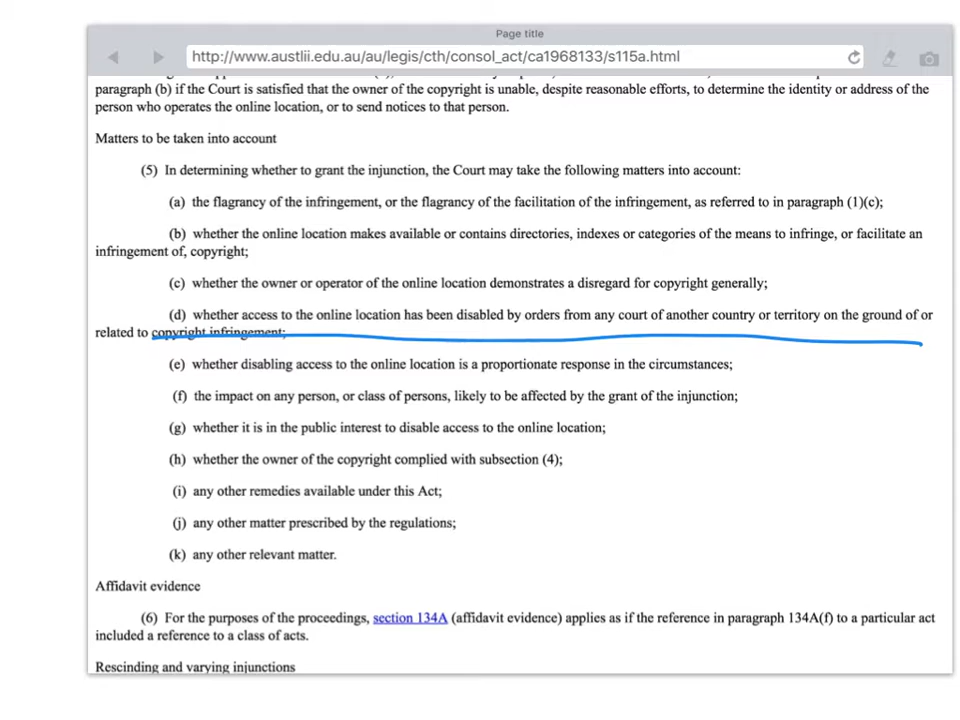 Page title
http://www.austlii.edu.au/au/legis/cth/consol_act/ca1968133/s115a.html
paragraph (b) if the Court is satisfied that the owner of the copyright is unable, despite reasonable efforts, to determine the identity or address of the
person who operates the online location, or to send notices to that person.
Matters to be taken into account
(5) In determining whether to grant the injunction, the Court may take the following matters into account:
(a) the flagrancy of the infringement, or the flagrancy of the facilitation of the infringement, as referred to in paragraph (1)(c);
(b) whether the online location makes available or contains directories, indexes or categories of the means to infringe, or facilitate an
infringement of, copyright;
(c) whether the owner or operator of the online location demonstrates a disregard for copyright generally;
(d) whether access to the online location has been disabled by orders from any court of another country or territory on the ground of or
related to copyright infringement;
(e) whether disabling access to the online location is a proportionate response in the circumstances;
(f) the impact on any person, or class of persons, likely to be affected by the grant of the injunction;
(g) whether it is in the public interest to disable access to the online location;
(h) whether the owner of the copyright complied with subsection (4);
(i) any other remedies available under this Act;
(j) any other matter prescribed by the regulations;
(k) any other relevant matter.
Affidavit evidence
(6) For the purposes of the proceedings, section 134A (affidavit evidence) applies as if the reference in paragraph 134A(f) to a particular act
included a reference to a class of acts.
Rescinding and varying injunctions